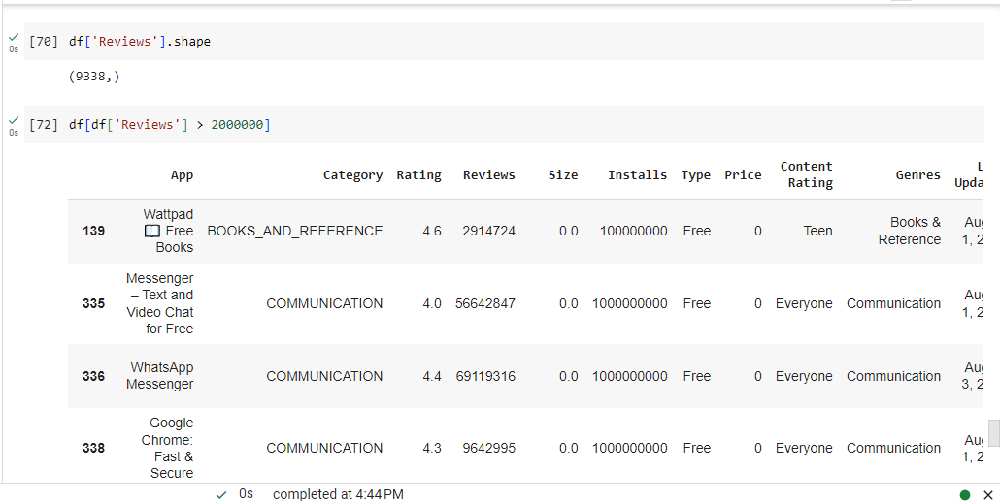 [70] df['Reviews'].shape
0s
(9338,)
[72] df[df['Reviews'] > 2000000]
0s
App Category Rating Reviews Size Installs Type Price Content Rating Genres L Upda
139 Wattpad 📖 Free Books BOOKS_AND_REFERENCE 4.6 2914724 0.0 100000000 Free 0 Teen Books & Reference Aug 1, 2
335 Messenger – Text and Video Chat for Free COMMUNICATION 4.0 56642847 0.0 1000000000 Free 0 Everyone Communication Aug 1, 2
336 WhatsApp Messenger COMMUNICATION 4.4 69119316 0.0 1000000000 Free 0 Everyone Communication Aug 3, 2
338 Google Chrome: Fast & Secure COMMUNICATION 4.3 9642995 0.0 1000000000 Free 0 Everyone Communication Aug 1, 2
0s completed at 4:44 PM